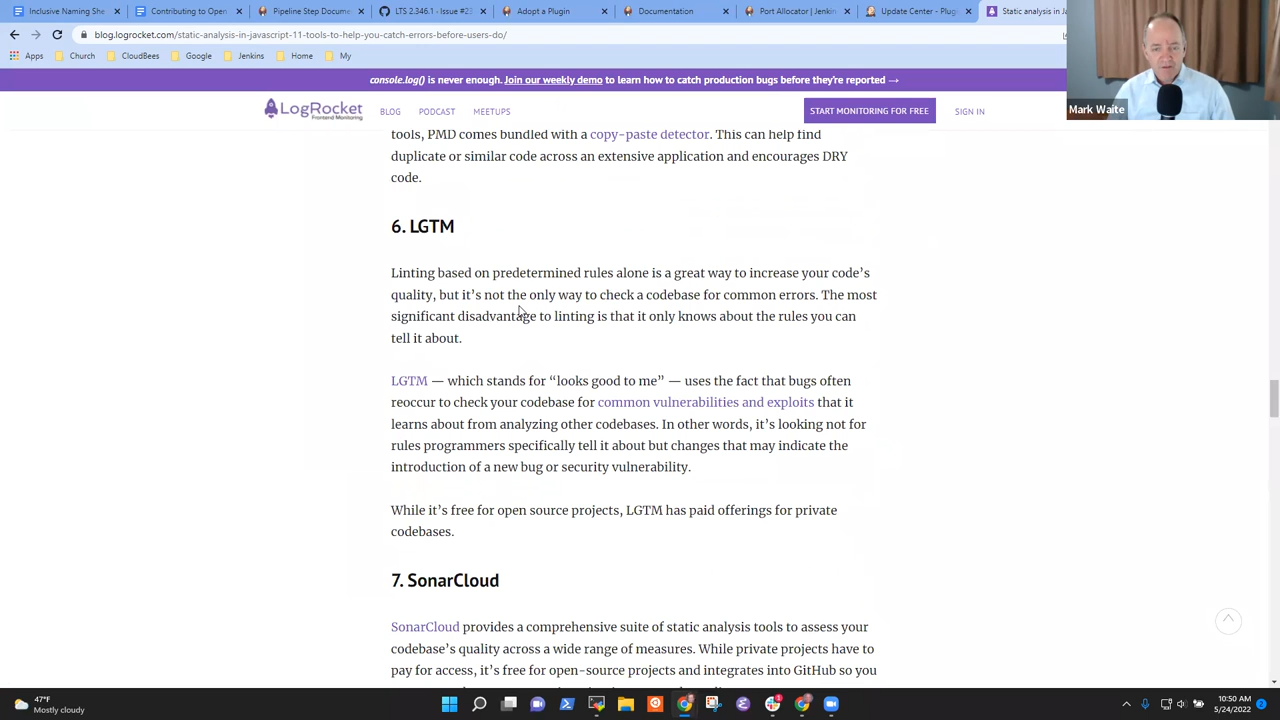 Inclusive Naming She
Contributing to Open
Pipeline Step Docume
LTS 2.346.1 · Issue #23
Adopt a Plugin
Documentation
Port Allocator | Jenkin
Update Center - Plug
Static analysis in java
blog.logrocket.com/static-analysis-in-javascript-11-tools-to-help-you-catch-errors-before-users-do/
Apps
Church
CloudBees
Google
Jenkins
Home
My
console.log() is never enough. Join our weekly demo to learn how to catch production bugs before they're reported →
LogRocket
Frontend Monitoring
BLOG
PODCAST
MEETUPS
START MONITORING FOR FREE
SIGN IN
Mark Waite
tools, PMD comes bundled with a copy-paste detector. This can help find
duplicate or similar code across an extensive application and encourages DRY
code.
6. LGTM
Linting based on predetermined rules alone is a great way to increase your code's
quality, but it's not the only way to check a codebase for common errors. The most
significant disadvantage to linting is that it only knows about the rules you can
tell it about.
LGTM — which stands for “looks good to me” — uses the fact that bugs often
reoccur to check your codebase for common vulnerabilities and exploits that it
learns about from analyzing other codebases. In other words, it's looking not for
rules programmers specifically tell it about but changes that may indicate the
introduction of a new bug or security vulnerability.
While it's free for open source projects, LGTM has paid offerings for private
codebases.
7. SonarCloud
SonarCloud provides a comprehensive suite of static analysis tools to assess your
codebase's quality across a wide range of measures. While private projects have to
pay for access, it's free for open-source projects and integrates into GitHub so you
47°F
Mostly cloudy
10:50 AM
5/24/2022